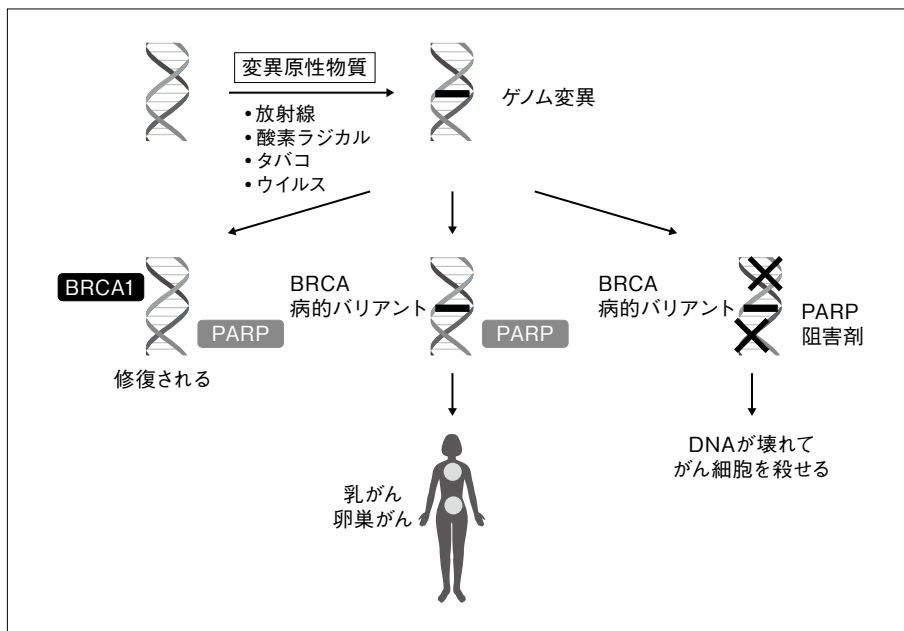 変異原性物質
• 放射線
• 酸素ラジカル
• タバコ
• ウイルス
ゲノム変異
BRCA1
PARP
修復される
BRCA
病的バリアント
PARP
BRCA
病的バリアント
PARP
阻害剤
乳がん
卵巣がん
DNAが壊れて
がん細胞を殺せる